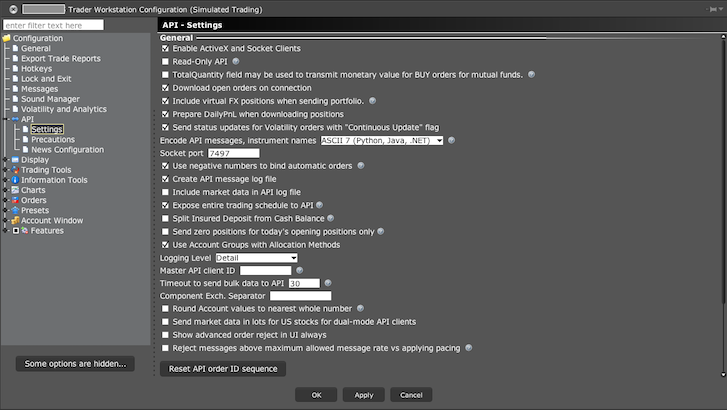 : Trader Workstation Configuration (Simulated Trading)
enter filter text here
Configuration
General
Export Trade Reports
Hotkeys
Lock and Exit
Messages
Sound Manager
Volatility and Analytics
API
Settings
Precautions
News Configuration
Display
Trading Tools
Information Tools
Charts
Orders
Presets
Account Window
Features
Some options are hidden...
API - Settings
General
Enable ActiveX and Socket Clients
Read-Only API
TotalQuantity field may be used to transmit monetary value for BUY orders for mutual funds.
Download open orders on connection
Include virtual FX positions when sending portfolio.
Prepare DailyPnL when downloading positions
Send status updates for Volatility orders with "Continuous Update" flag
Encode API messages, instrument names ASCII 7 (Python, Java, .NET)
Socket port 7497
Use negative numbers to bind automatic orders
Create API message log file
Include market data in API log file
Expose entire trading schedule to API
Split Insured Deposit from Cash Balance
Send zero positions for today's opening positions only
Use Account Groups with Allocation Methods
Logging Level Detail
Master API client ID
Timeout to send bulk data to API 30
Component Exch. Separator
Round Account values to nearest whole number
Send market data in lots for US stocks for dual-mode API clients
Show advanced order reject in UI always
Reject messages above maximum allowed message rate vs applying pacing
Reset API order ID sequence
OK Apply Cancel